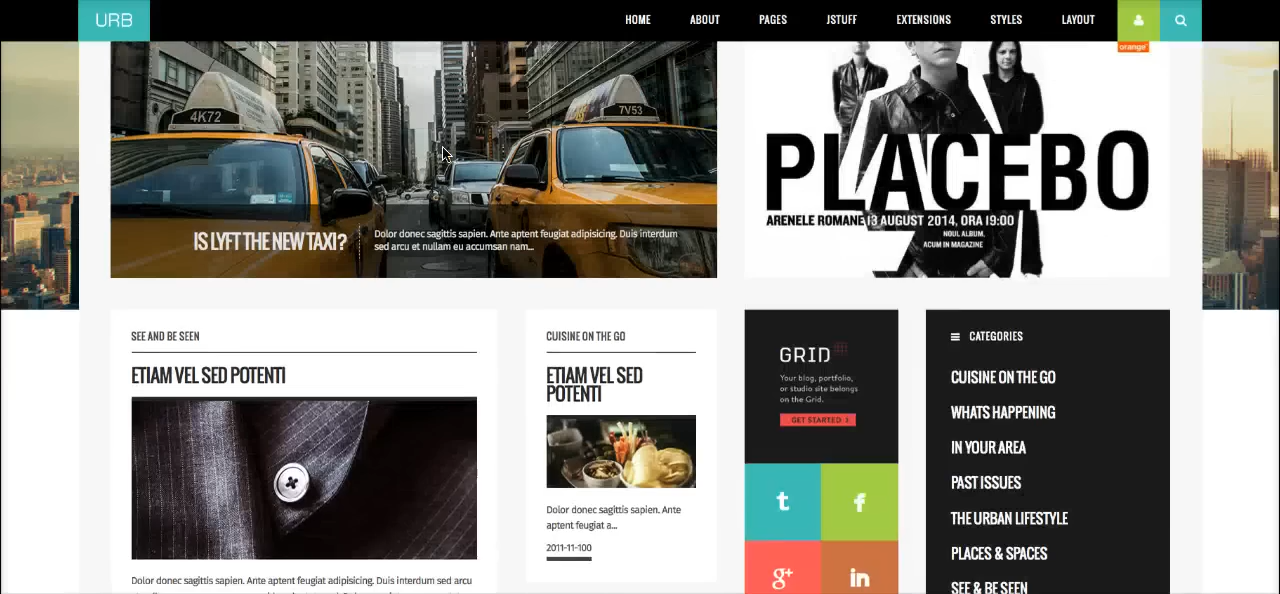 URB
HOME ABOUT PAGES JSTUFF EXTENSIONS STYLES LAYOUT
orange
4K72
7V53
IS LYFT THE NEW TAXI?
Dolor donec sagittis sapien. Ante aptent feugiat adipisicing. Duis interdum
sed arcu et nullam eu accumsan nam...
PLACEBO
ARENELE ROMANE 13 AUGUST 2014, ORA 19:00
NOUL ALBUM,
ACUM IN MAGAZINE
SEE AND BE SEEN
ETIAM VEL SED POTENTI
Dolor donec sagittis sapien. Ante aptent feugiat adipisicing. Duis interdum sed arcu
CUISINE ON THE GO
ETIAM VEL SED
POTENTI
Dolor donec sagittis sapien. Ante
aptent feugiat a...
2011-11-100
GRID
Your blog, portfolio,
or studio site belongs
on the Grid.
GET STARTED >
t f
g+ in
CATEGORIES
CUISINE ON THE GO
WHATS HAPPENING
IN YOUR AREA
PAST ISSUES
THE URBAN LIFESTYLE
PLACES & SPACES
SEE & BE SEEN